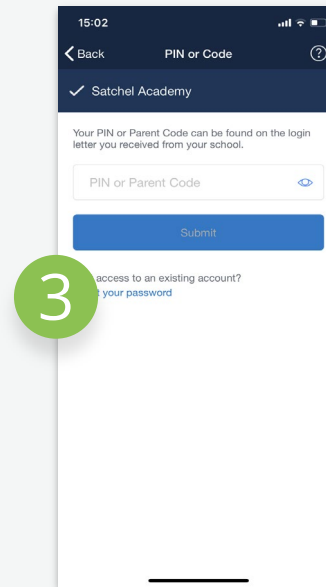 15:02
Back PIN or Code ?
Satchel Academy
Your PIN or Parent Code can be found on the login
letter you received from your school.
PIN or Parent Code
Submit
access to an existing account?
your password
3